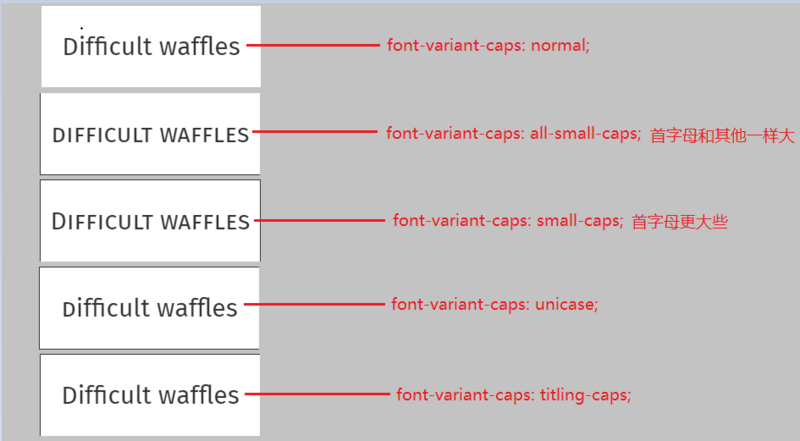 Difficult waffles font-variant-caps: normal;
DIFFICULT WAFFLES font-variant-caps: all-small-caps; 首字母和其他一样大
DIFFICULT WAFFLES font-variant-caps: small-caps; 首字母更大些
Difficult waffles font-variant-caps: unicase;
Difficult waffles font-variant-caps: titling-caps;